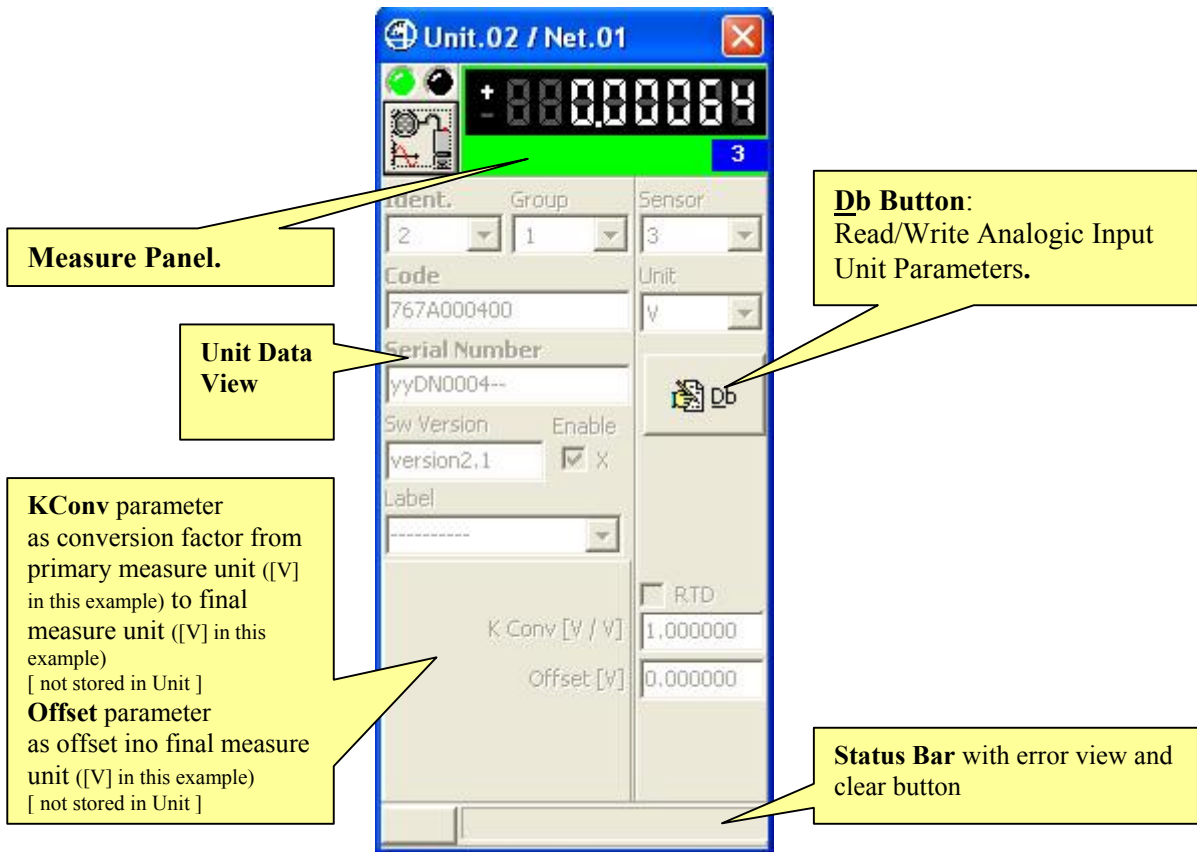 Unit.02 / Net.01
+
- 0.00064
3
Measure Panel.
Ident. Group Sensor
2 1 3
Code Unit
767A000400 V
Serial Number
yyDN0004--
Db
Sw Version Enable
version2.1 X
Label
----------
RTD
K Conv [V / V] 1,000000
Offset [V] 0,000000
Db Button:
Read/Write Analogic Input
Unit Parameters.
Unit Data
View
KConv parameter
as conversion factor from
primary measure unit ([V]
in this example) to final
measure unit ([V] in this
example)
[ not stored in Unit ]
Offset parameter
as offset ino final measure
unit ([V] in this example)
[ not stored in Unit ]
Status Bar with error view and
clear button